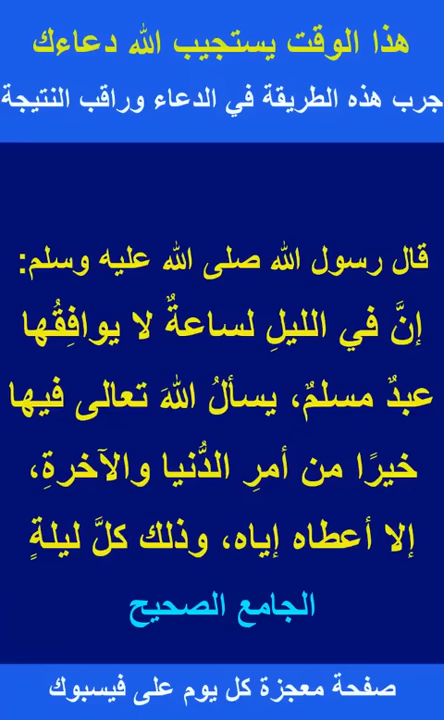 هذا الوقت يستجيب الله دعاءك
جرب هذه الطريقة في الدعاء وراقب النتيجة
قال رسول الله صلى الله عليه وسلم:
إنَّ في الليلِ لساعةٌ لا يوافِقُها
عبدٌ مسلمٌ، يسألُ اللهَ تعالى فيها
خيرًا من أمرِ الدُّنيا والآخرةِ،
إلا أعطاه إياه، وذلك كلَّ ليلةٍ
الجامع الصحيح
صفحة معجزة كل يوم على فيسبوك